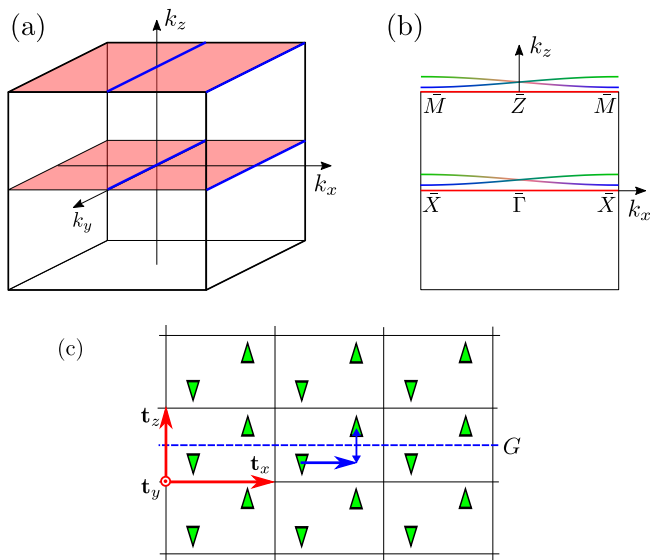 (a)
k_z
k_x
k_y
(b)
k_z
M̄ Z̄ M̄
X̄ Γ̄ X̄
k_x
(c)
t_z
t_x
t_y
G